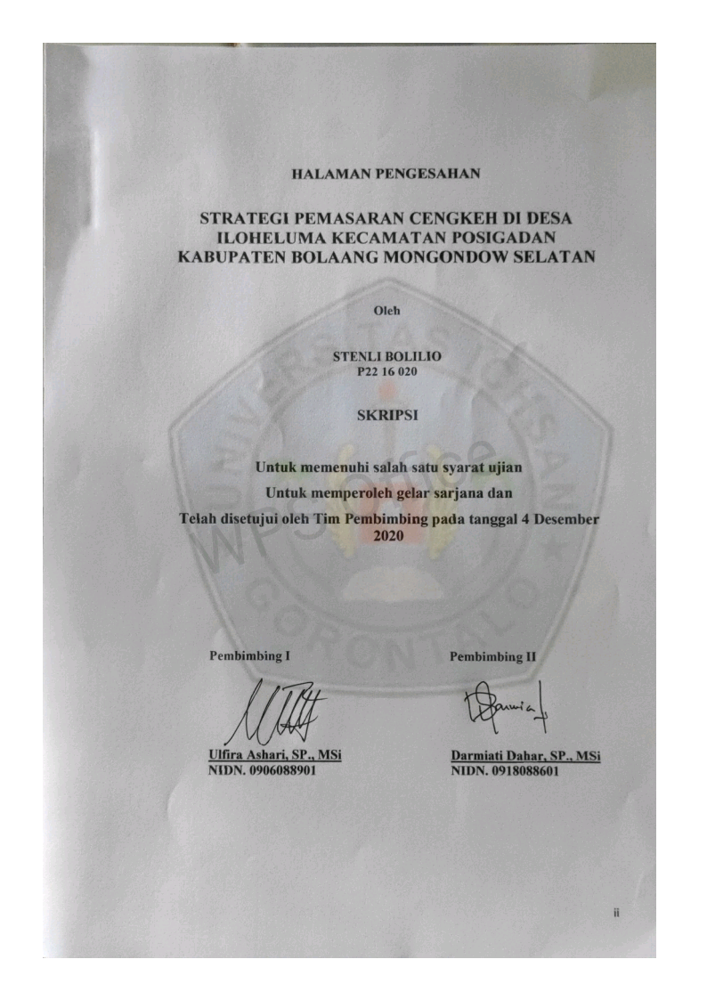 HALAMAN PENGESAHAN
STRATEGI PEMASARAN CENGKEH DI DESA
ILOHELUMA KECAMATAN POSIGADAN
KABUPATEN BOLAANG MONGONDOW SELATAN
Oleh
STENLI BOLILIO
P22 16 020
SKRIPSI
Untuk memenuhi salah satu syarat ujian
Untuk memperoleh gelar sarjana dan
Telah disetujui oleh Tim Pembimbing pada tanggal 4 Desember
2020
UNIVERSITAS ICHSAN
GORONTALO
WPS Office
Pembimbing I
Pembimbing II
Darmia
Ulfira Ashari, SP., MSi
NIDN. 0906088901
Darmiati Dahar, SP., MSi
NIDN. 0918088601
ii